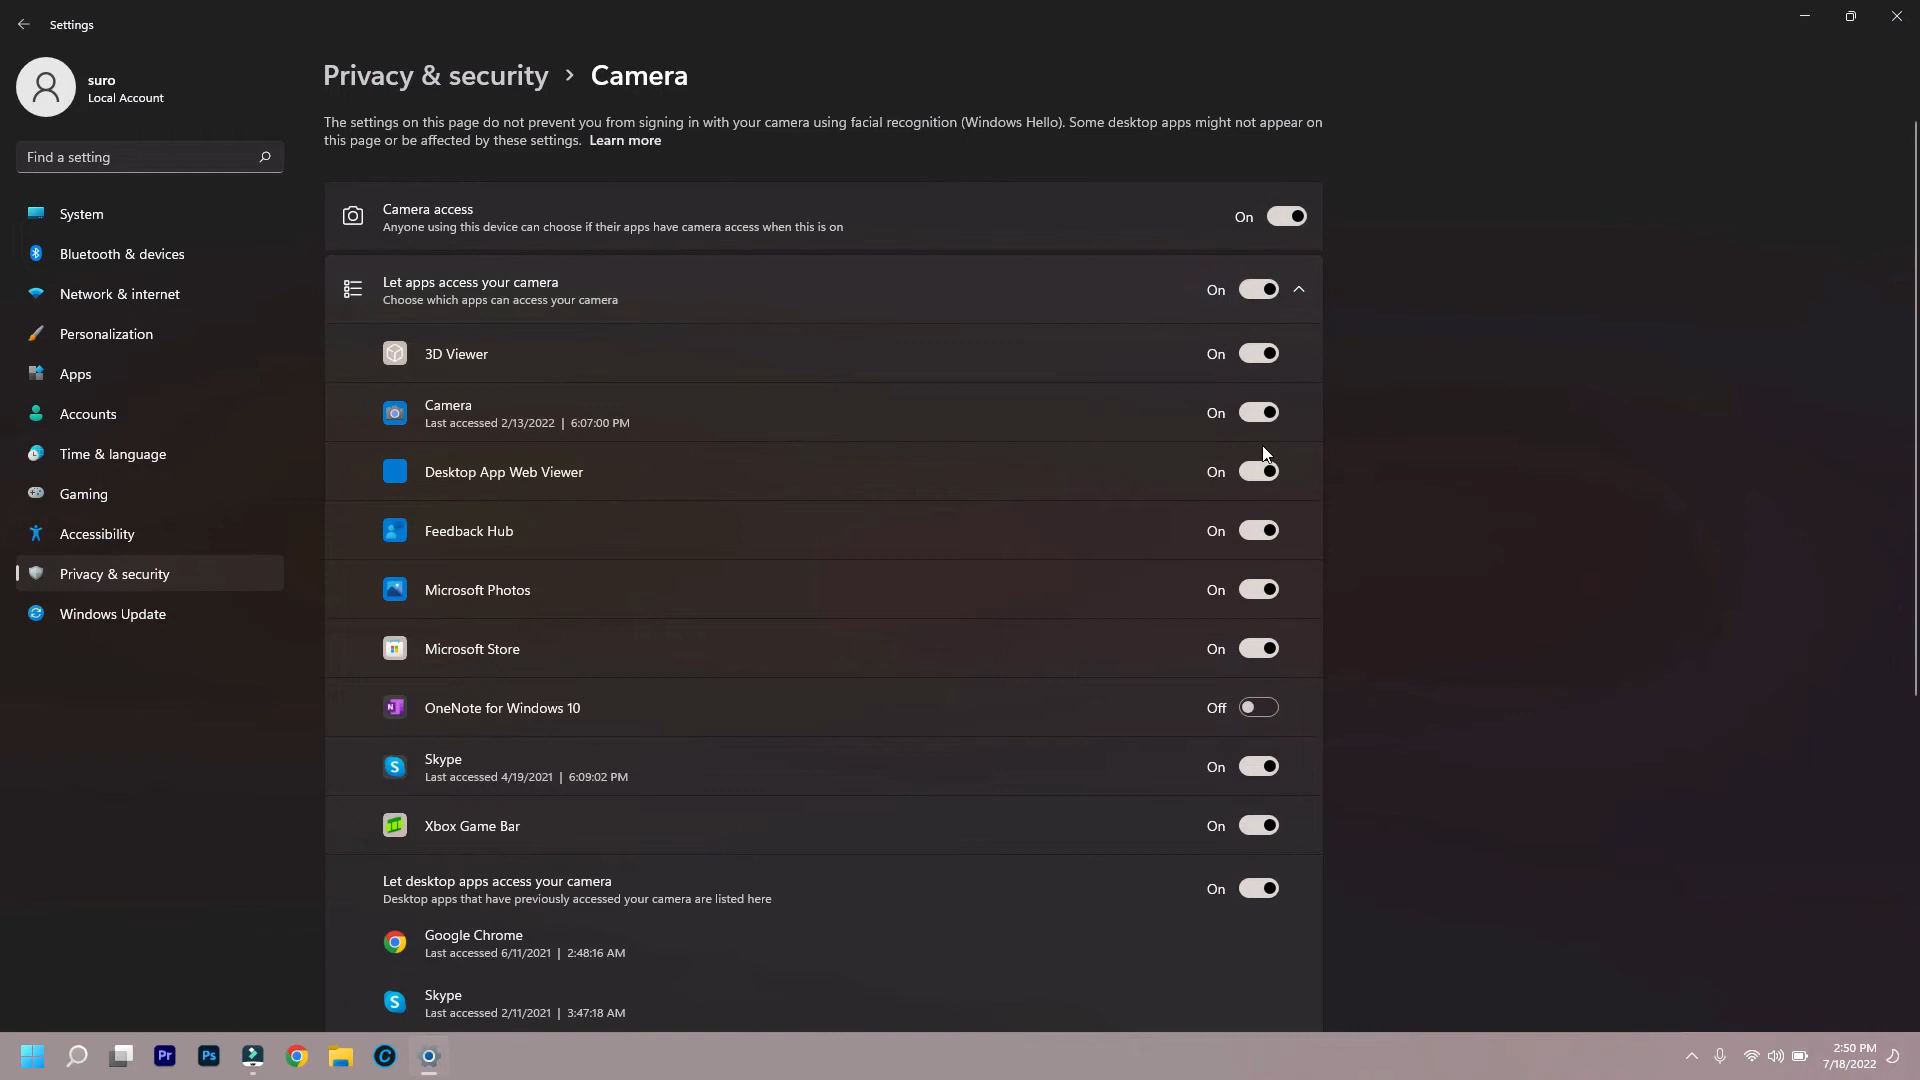 Settings
suro
Local Account
Find a setting
System
Bluetooth & devices
Network & internet
Personalization
Apps
Accounts
Time & language
Gaming
Accessibility
Privacy & security
Windows Update
Privacy & security > Camera
The settings on this page do not prevent you from signing in with your camera using facial recognition (Windows Hello). Some desktop apps might not appear on
this page or be affected by these settings. Learn more
Camera access
Anyone using this device can choose if their apps have camera access when this is on
On
Let apps access your camera
Choose which apps can access your camera
On
3D Viewer
On
Camera
Last accessed 2/13/2022 | 6:07:00 PM
On
Desktop App Web Viewer
On
Feedback Hub
On
Microsoft Photos
On
Microsoft Store
On
OneNote for Windows 10
Off
Skype
Last accessed 4/19/2021 | 6:09:02 PM
On
Xbox Game Bar
On
Let desktop apps access your camera
Desktop apps that have previously accessed your camera are listed here
On
Google Chrome
Last accessed 6/11/2021 | 2:48:16 AM
Skype
Last accessed 2/11/2021 | 3:47:18 AM
Pr
Ps
2:50 PM
7/18/2022